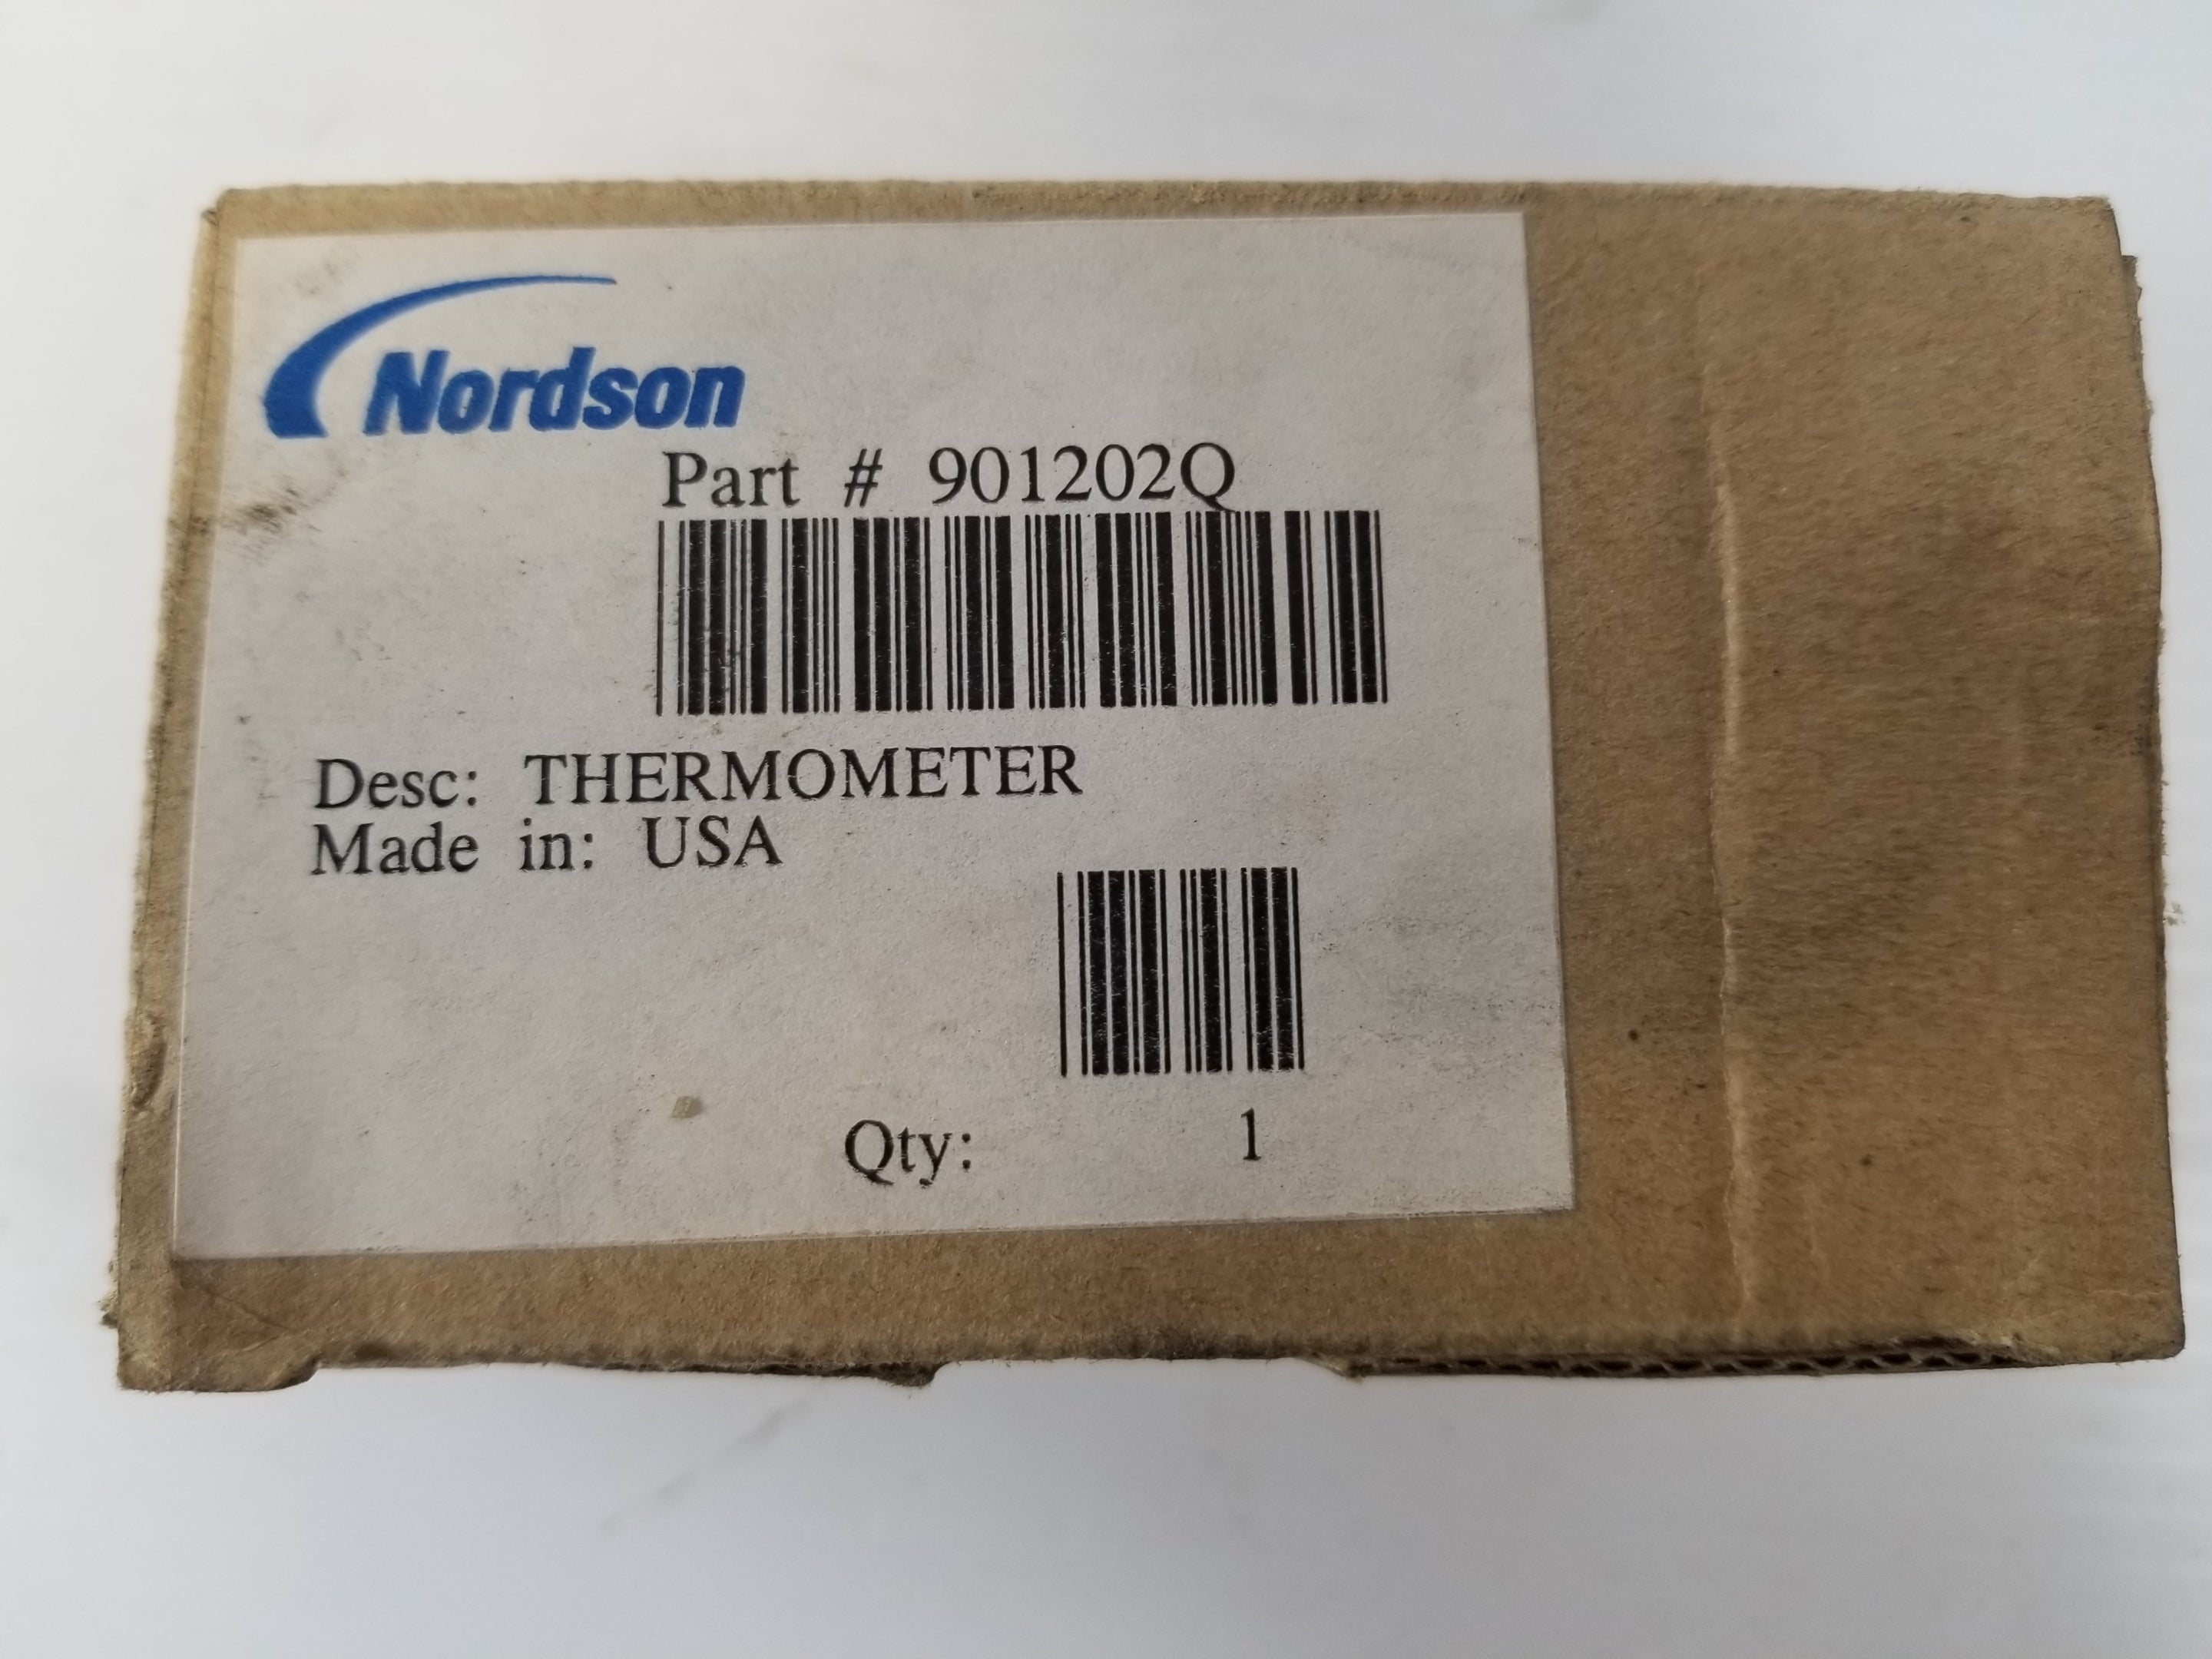 Nordson
Part # 901202Q
Desc: THERMOMETER
Made in: USA
Qty: 1